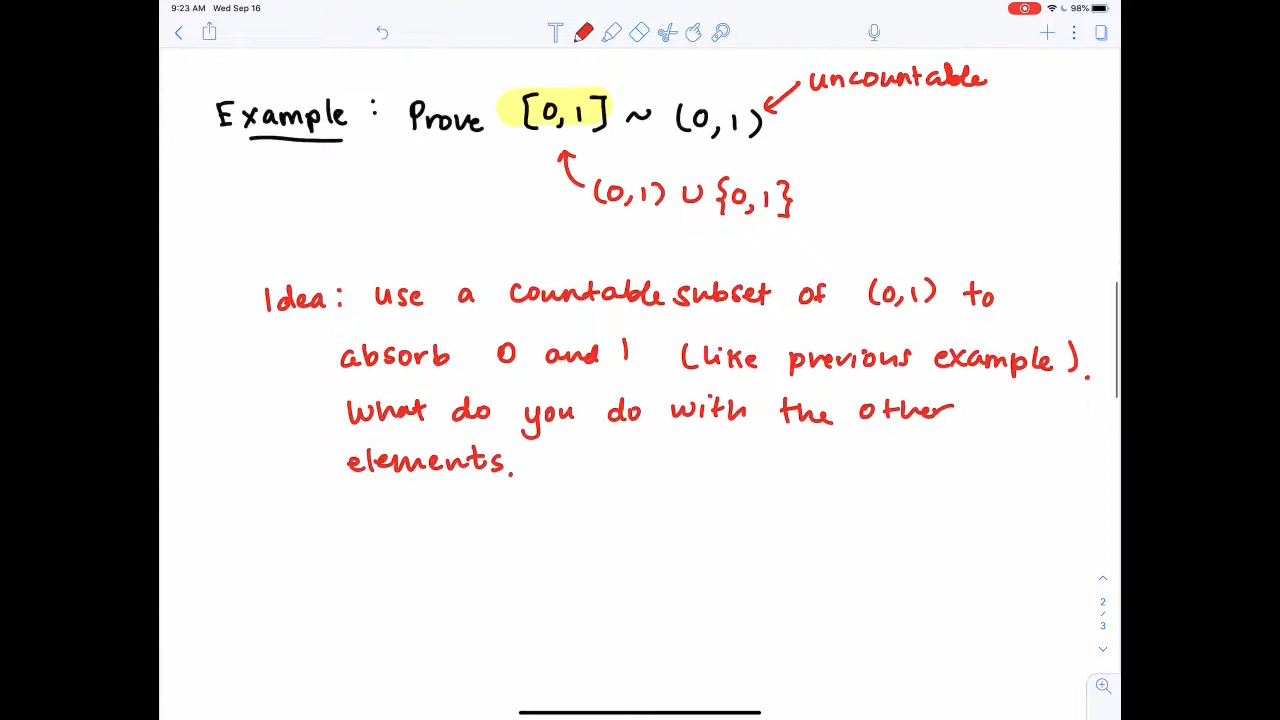 9:23 AM Wed Sep 16 98%
uncountable
Example: Prove [0,1] ~ (0,1)
(0,1) ∪ {0,1}
Idea: use a countable subset of (0,1) to
absorb 0 and 1 (like previous example).
What do you do with the other
elements.
2
3